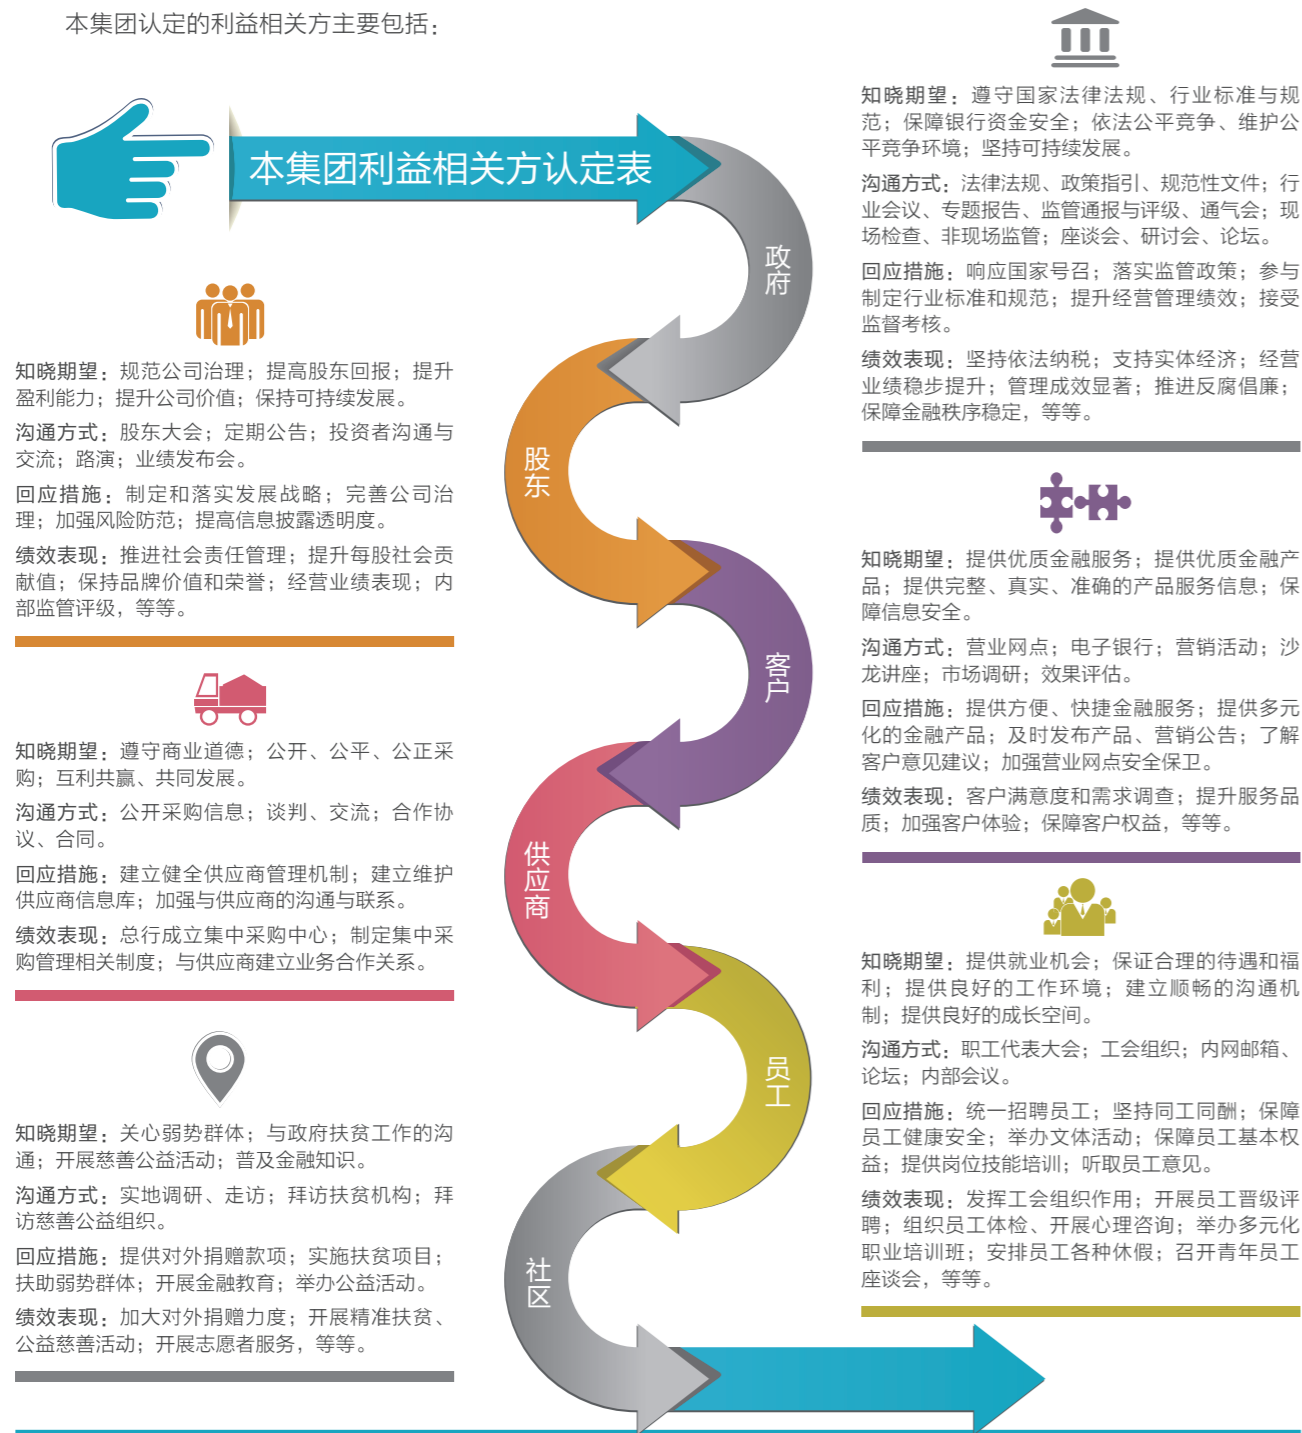 本集团认定的利益相关方主要包括：
本集团利益相关方认定表
政府
知晓期望：遵守国家法律法规、行业标准与规
范；保障银行资金安全；依法公平竞争、维护公
平竞争环境；坚持可持续发展。
沟通方式：法律法规、政策指引、规范性文件；行
业会议、专题报告、监管通报与评级、通气会；现
场检查、非现场监管；座谈会、研讨会、论坛。
回应措施：响应国家号召；落实监管政策；参与
制定行业标准和规范；提升经营管理绩效；接受
监督考核。
绩效表现：坚持依法纳税；支持实体经济；经营
业绩稳步提升；管理成效显著；推进反腐倡廉；
保障金融秩序稳定，等等。
股东
知晓期望：规范公司治理；提高股东回报；提升
盈利能力；提升公司价值；保持可持续发展。
沟通方式：股东大会；定期公告；投资者沟通与
交流；路演；业绩发布会。
回应措施：制定和落实发展战略；完善公司治
理；加强风险防范；提高信息披露透明度。
绩效表现：推进社会责任管理；提升每股社会贡
献值；保持品牌价值和荣誉；经营业绩表现；内
部监管评级，等等。
客户
知晓期望：提供优质金融服务；提供优质金融产
品；提供完整、真实、准确的产品服务信息；保
障信息安全。
沟通方式：营业网点；电子银行；营销活动；沙
龙讲座；市场调研；效果评估。
回应措施：提供方便、快捷金融服务；提供多元
化的金融产品；及时发布产品、营销公告；了解
客户意见建议；加强营业网点安全保卫。
绩效表现：客户满意度和需求调查；提升服务品
质；加强客户体验；保障客户权益，等等。
供应商
知晓期望：遵守商业道德；公开、公平、公正采
购；互利共赢、共同发展。
沟通方式：公开采购信息；谈判、交流；合作协
议、合同。
回应措施：建立健全供应商管理机制；建立维护
供应商信息库；加强与供应商的沟通与联系。
绩效表现：总行成立集中采购中心；制定集中采
购管理相关制度；与供应商建立业务合作关系。
员工
知晓期望：提供就业机会；保证合理的待遇和福
利；提供良好的工作环境；建立顺畅的沟通机
制；提供良好的成长空间。
沟通方式：职工代表大会；工会组织；内网邮箱、
论坛；内部会议。
回应措施：统一招聘员工；坚持同工同酬；保障
员工健康安全；举办文体活动；保障员工基本权
益；提供岗位技能培训；听取员工意见。
绩效表现：发挥工会组织作用；开展员工晋级评
聘；组织员工体检、开展心理咨询；举办多元化
职业培训班；安排员工各种休假；召开青年员工
座谈会，等等。
社区
知晓期望：关心弱势群体；与政府扶贫工作的沟
通；开展慈善公益活动；普及金融知识。
沟通方式：实地调研、走访；拜访扶贫机构；拜
访慈善公益组织。
回应措施：提供对外捐赠款项；实施扶贫项目；
扶助弱势群体；开展金融教育；举办公益活动。
绩效表现：加大对外捐赠力度；开展精准扶贫、
公益慈善活动；开展志愿者服务，等等。